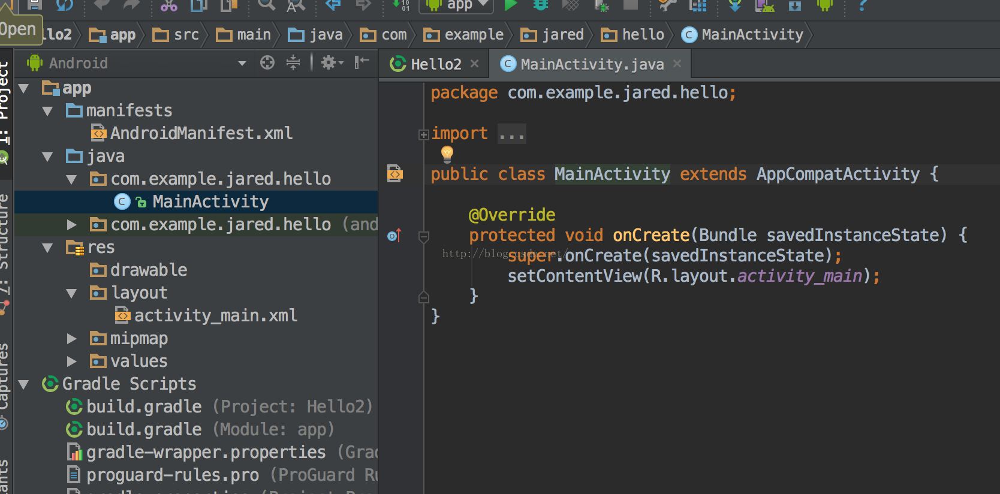 app
Open
llo2 app src main java com example jared hello MainActivity
1: Project
7: Structure
Captures
Android
app
manifests
AndroidManifest.xml
java
com.example.jared.hello
MainActivity
com.example.jared.hello (and
res
drawable
layout
activity_main.xml
mipmap
values
Gradle Scripts
build.gradle (Project: Hello2)
build.gradle (Module: app)
gradle-wrapper.properties (Grad
proguard-rules.pro (ProGuard Ru
Hello2 MainActivity.java
package com.example.jared.hello;
import ...
public class MainActivity extends AppCompatActivity {
@Override
protected void onCreate(Bundle savedInstanceState) {
http://blog.csdn.net/
super.onCreate(savedInstanceState);
setContentView(R.layout.activity_main);
}
}